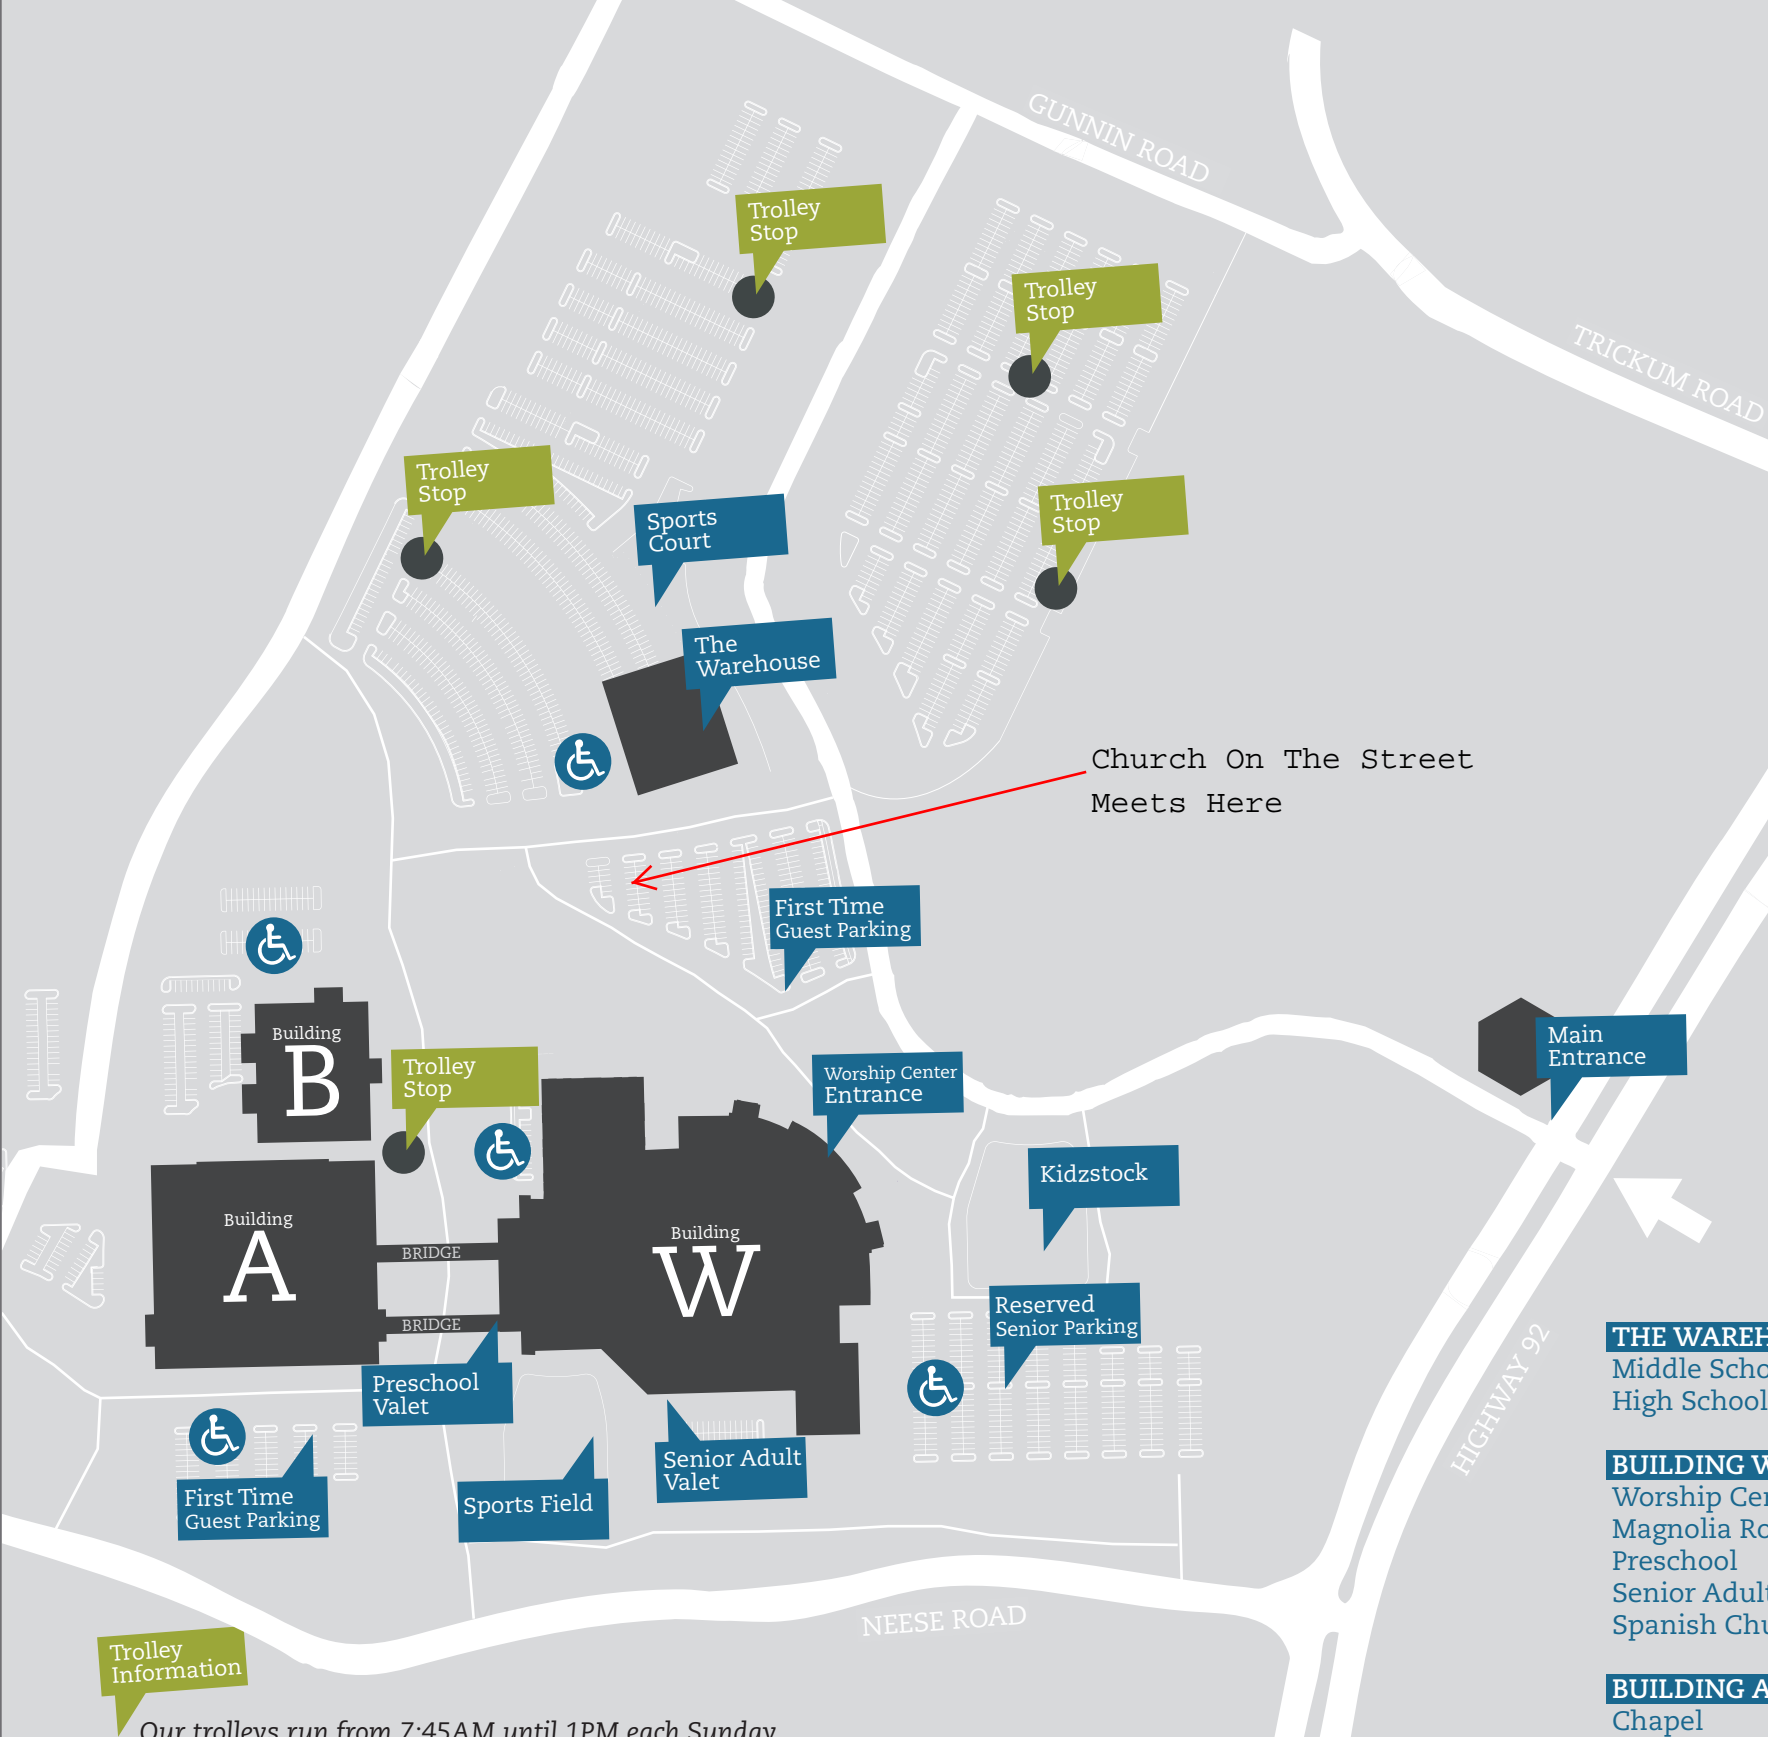 GUNNIN ROAD
Trolley
Stop
Trolley
Stop
TRICKUM ROAD
Trolley
Stop
Trolley
Stop
Sports
Court
The
Warehouse
Church On The Street
Meets Here
First Time
Guest Parking
Building
B
Trolley
Stop
Worship Center
Entrance
Main
Entrance
Kidzstock
Building
A
BRIDGE
BRIDGE
Building
W
Reserved
Senior Parking
Preschool
Valet
HIGHWAY 92
First Time
Guest Parking
Sports Field
Senior Adult
Valet
NEESE ROAD
Trolley
Information
Our trolleys run from 7:45AM until 1PM each Sunday
THE
Middle
High School
BUILDING W
Worship
Magnolia
Preschool
Senior Adult
Spanish
BUILDING A
Chapel